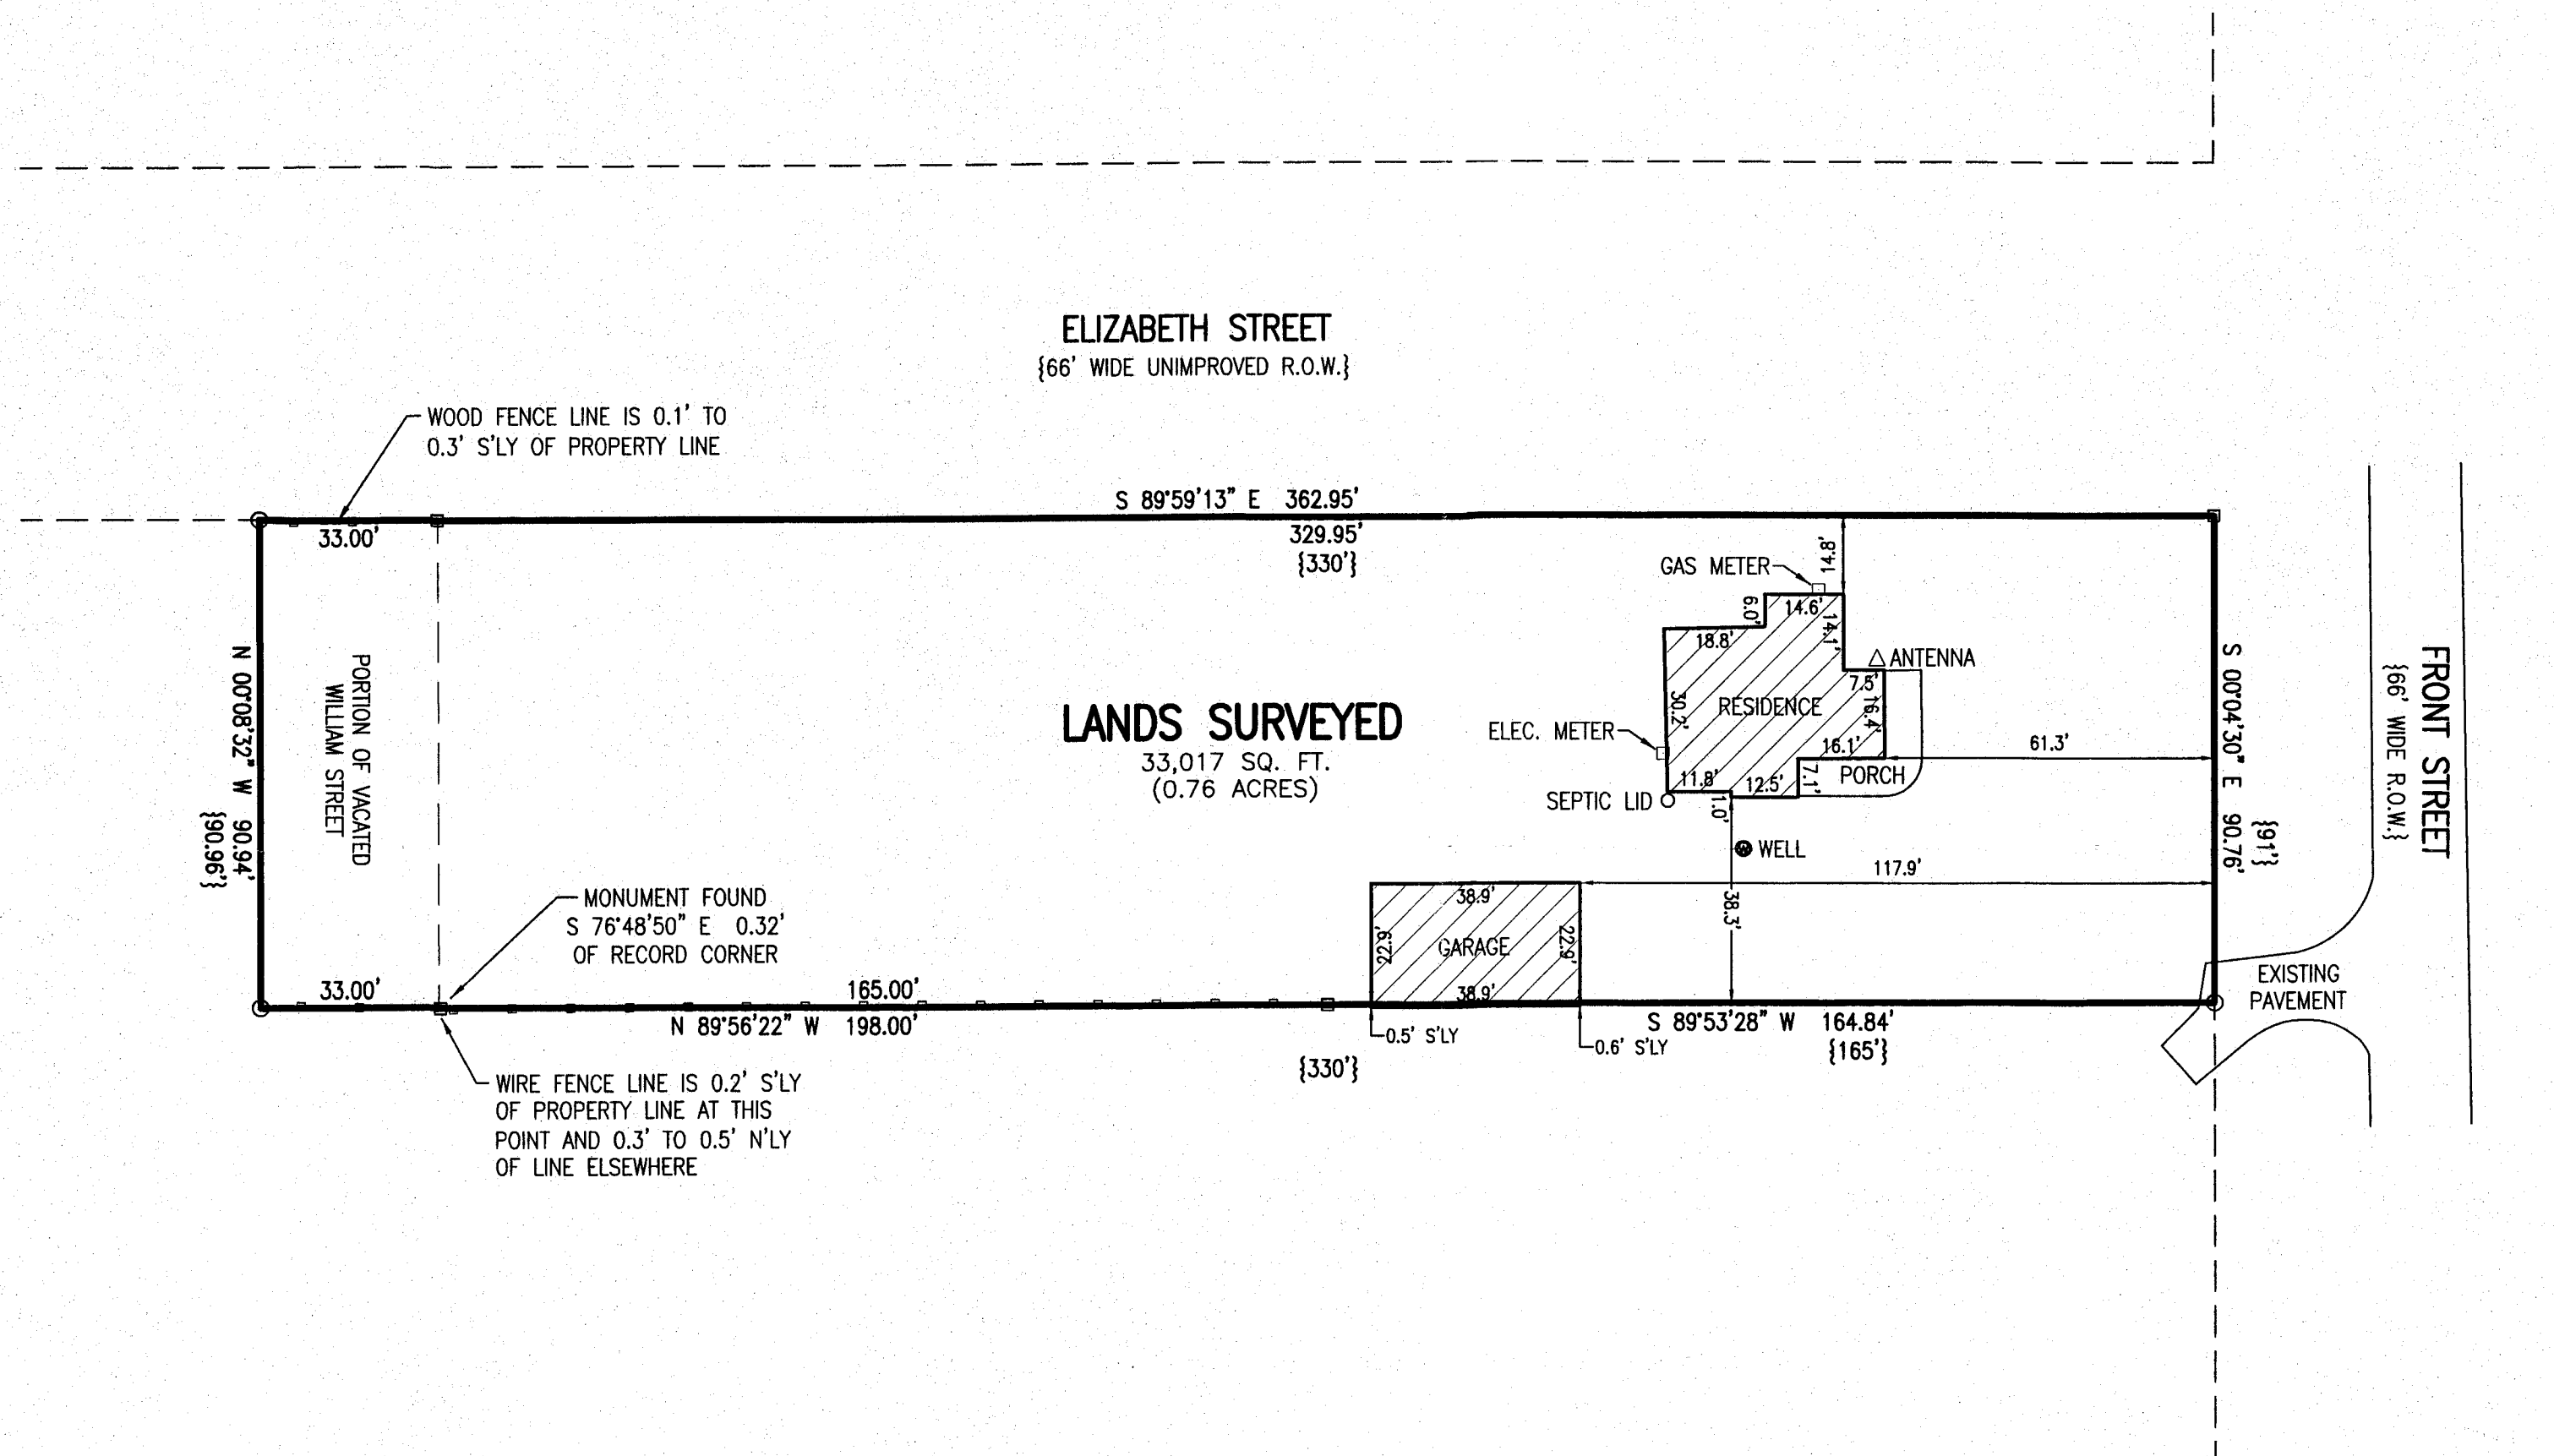 ELIZABETH STREET
{66' WIDE UNIMPROVED R.O.W.}
WOOD FENCE LINE IS 0.1' TO
0.3' S'LY OF PROPERTY LINE
S 89°59'13" E 362.95'
33.00'
329.95'
{330'}
14.8'
GAS METER
6.0'
14.6'
14.1'
18.8'
ANTENNA
7.5'
30.2'
RESIDENCE
16.4'
ELEC. METER
16.1'
61.3'
11.8'
12.5'
7.1'
PORCH
SEPTIC LID
1.0'
W WELL
117.9'
38.3'
LANDS SURVEYED
33,017 SQ. FT.
(0.76 ACRES)
PORTION OF VACATED
WILLIAM STREET
N 00°08'32" W 90.94'
{90.96'}
S 00°04'30" E 90.76'
{91'}
FRONT STREET
{66' WIDE R.O.W.}
MONUMENT FOUND
S 76°48'50" E 0.32'
OF RECORD CORNER
38.9'
22.9'
GARAGE
22.9'
38.9'
33.00'
165.00'
N 89°56'22" W 198.00'
0.5' S'LY
0.6' S'LY
S 89°53'28" W 164.84'
{165'}
{330'}
EXISTING
PAVEMENT
WIRE FENCE LINE IS 0.2' S'LY
OF PROPERTY LINE AT THIS
POINT AND 0.3' TO 0.5' N'LY
OF LINE ELSEWHERE